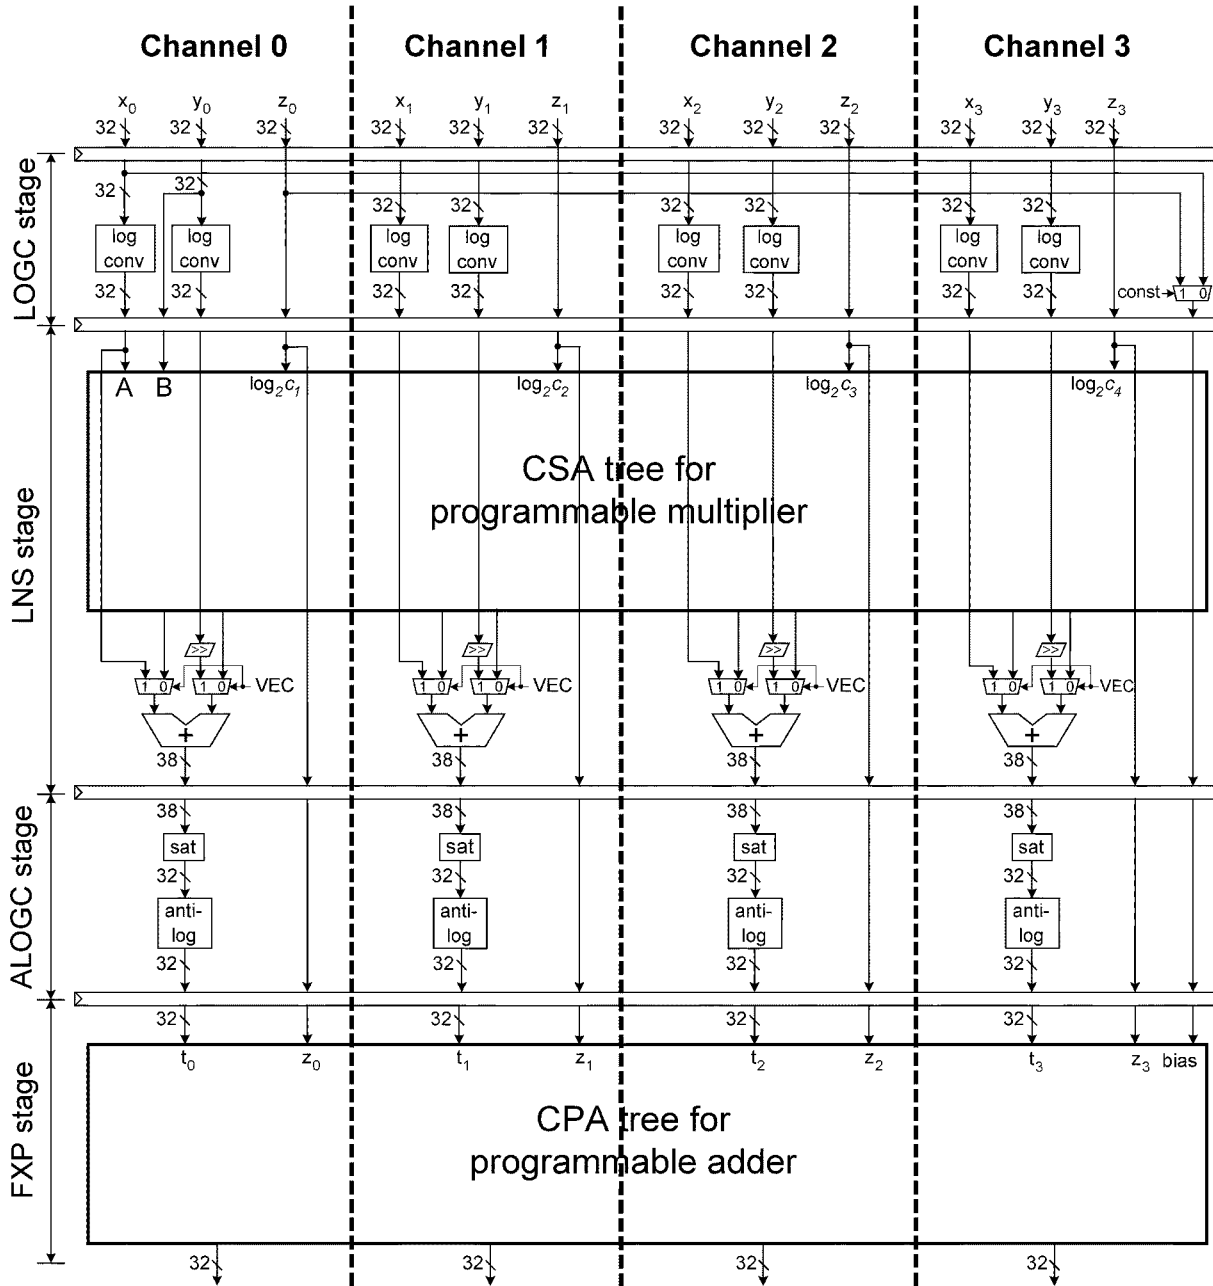 Channel 0 Channel 1 Channel 2 Channel 3
x0 y0 z0 x1 y1 z1 x2 y2 z2 x3 y3 z3
32 32 32 32 32 32 32 32 32 32 32 32
LOGC stage
32 32 32 32 32 32 32 32
log conv log conv log conv log conv log conv log conv log conv log conv
32 32 32 32 32 32 32 32
const 1 0
A B log2c1 log2c2 log2c3 log2c4
LNS stage
CSA tree for
programmable multiplier
>> >> >> >>
1 0 1 0 VEC 1 0 1 0 VEC 1 0 1 0 VEC 1 0 1 0 VEC
+ + + +
38 38 38 38
ALOGC stage
38 38 38 38
sat sat sat sat
32 32 32 32
anti-log anti-log anti-log anti-log
32 32 32 32
FXP stage
32 32 32 32
t0 z0 t1 z1 t2 z2 t3 z3 bias
CPA tree for
programmable adder
32 32 32 32